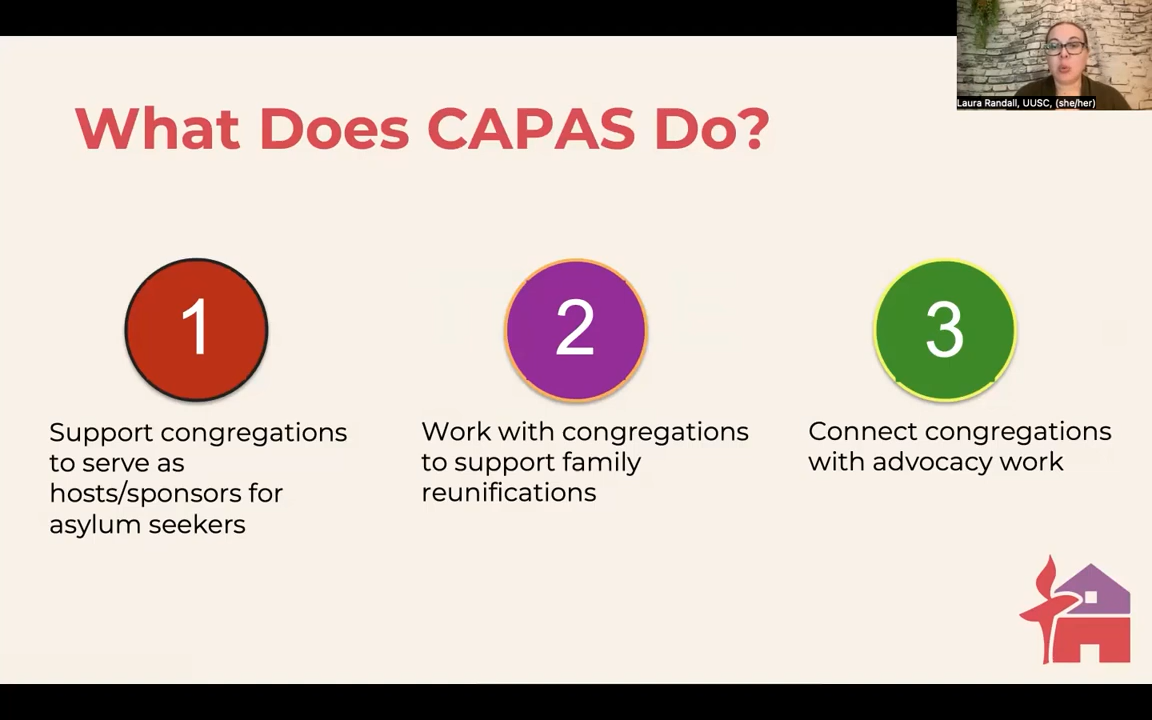 Laura Randall, UUSC, (she/her)
What Does CAPAS Do?
1
Support congregations
to serve as
hosts/sponsors for
asylum seekers
2
Work with congregations
to support family
reunifications
3
Connect congregations
with advocacy work